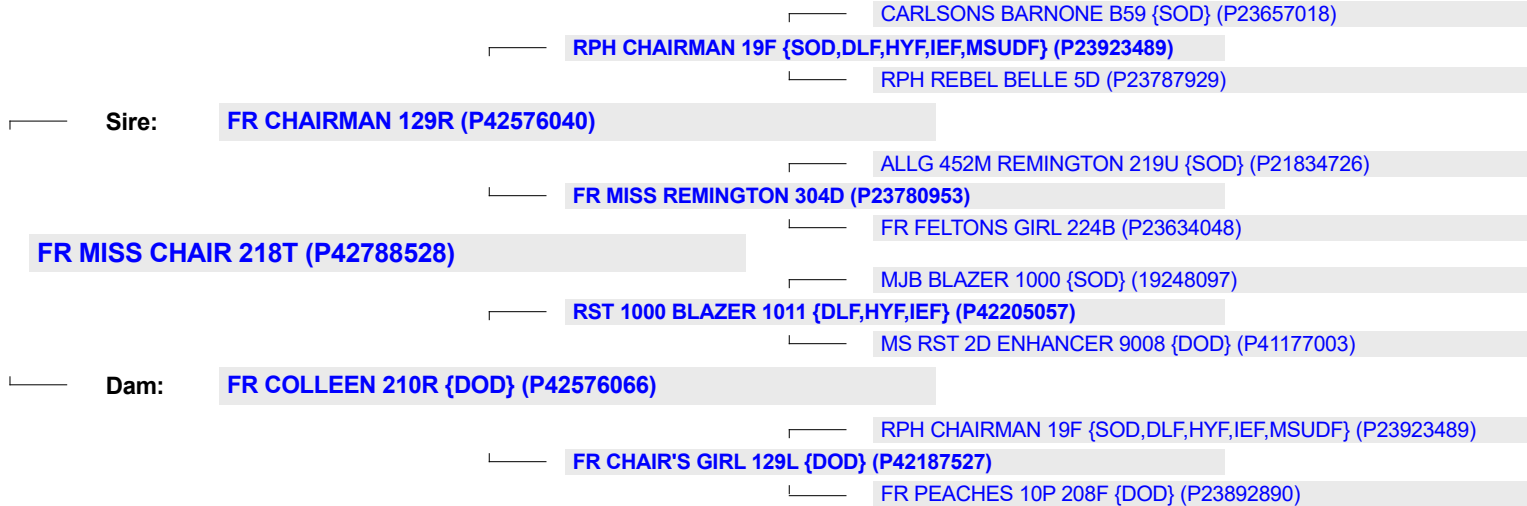 CARLSONS BARNONE B59 {SOD} (P23657018)
RPH CHAIRMAN 19F {SOD,DLF,HYF,IEF,MSUDF} (P23923489)
RPH REBEL BELLE 5D (P23787929)
Sire: FR CHAIRMAN 129R (P42576040)
ALLG 452M REMINGTON 219U {SOD} (P21834726)
FR MISS REMINGTON 304D (P23780953)
FR FELTONS GIRL 224B (P23634048)
FR MISS CHAIR 218T (P42788528)
MJB BLAZER 1000 {SOD} (19248097)
RST 1000 BLAZER 1011 {DLF,HYF,IEF} (P42205057)
MS RST 2D ENHANCER 9008 {DOD} (P41177003)
Dam: FR COLLEEN 210R {DOD} (P42576066)
RPH CHAIRMAN 19F {SOD,DLF,HYF,IEF,MSUDF} (P23923489)
FR CHAIR'S GIRL 129L {DOD} (P42187527)
FR PEACHES 10P 208F {DOD} (P23892890)